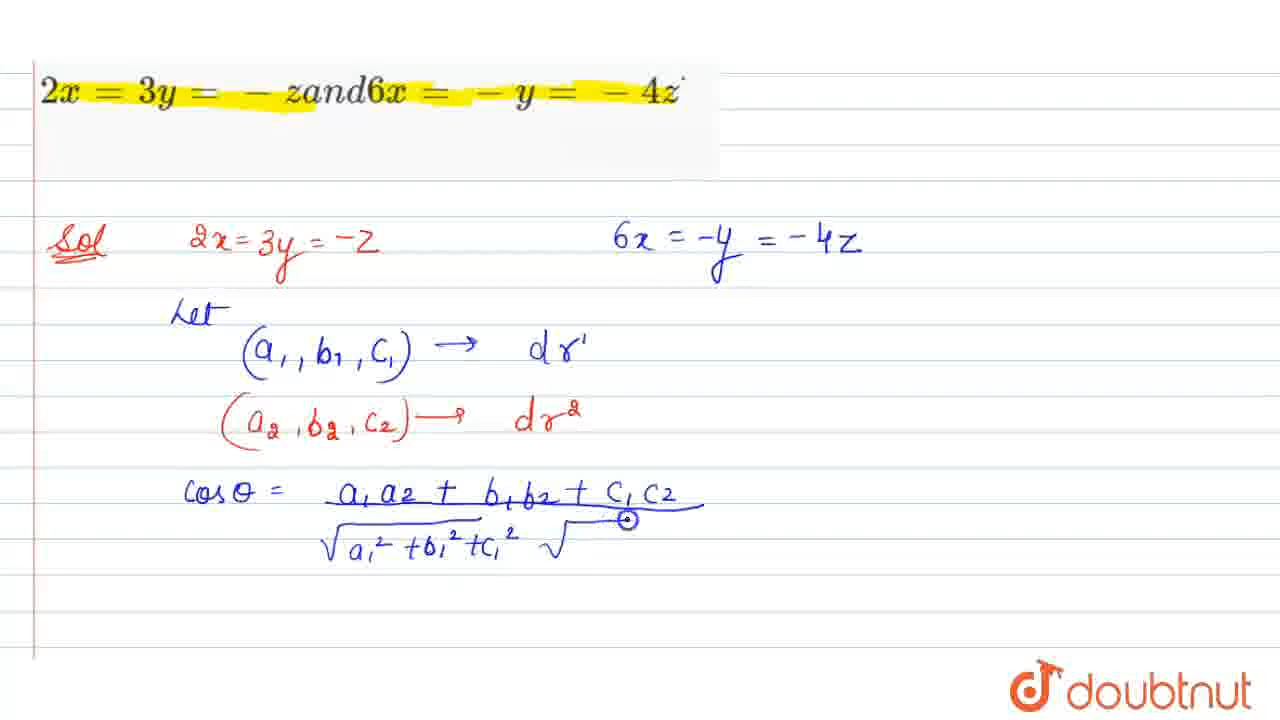 2x = 3y = - zand6x = - y = - 4z
Sol 2x = 3y = -z 6x = -y = -4z
Let
(a₁, b₁, c₁) → dr¹
(a₂, b₂, c₂) → dr²
cos θ = a₁a₂ + b₁b₂ + c₁c₂
√a₁² + b₁² + c₁² √
doubtnut